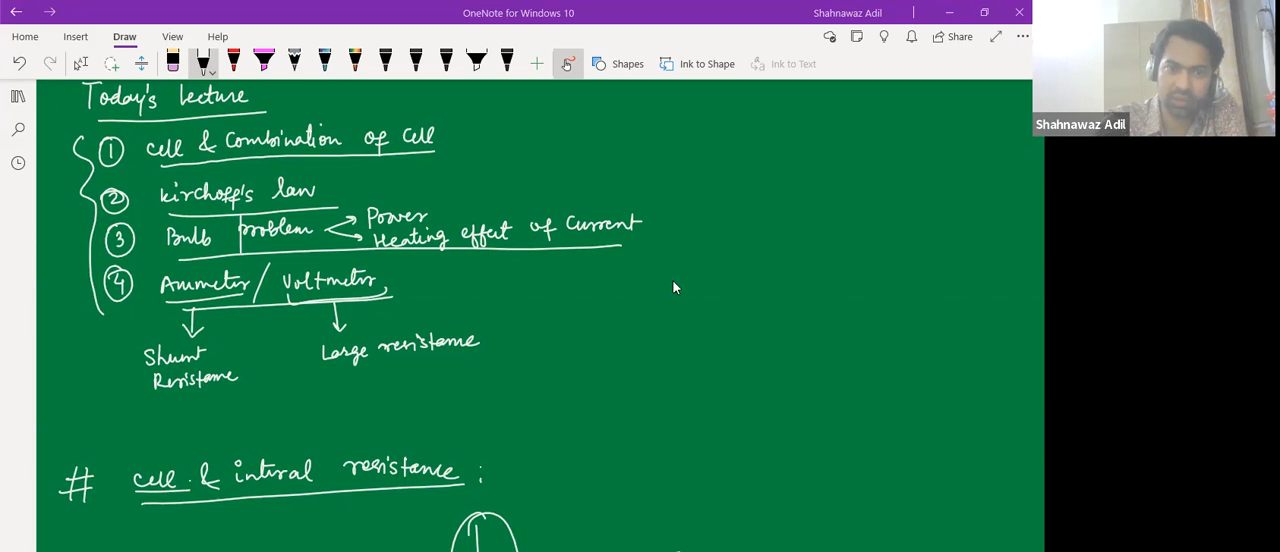 OneNote for Windows 10
Shahnawaz Adil
Home Insert Draw View Help
Share
Shapes
Ink to Shape
Ink to Text
Shahnawaz Adil
Today's lecture
1 Cell & Combination of Cell
2 Kirchoff's law
3 Bulb problem
Power
Heating effect of Current
4 Ammeter / Voltmeter
Shunt
Resistance
Large resistance
# Cell & intiral resistance :